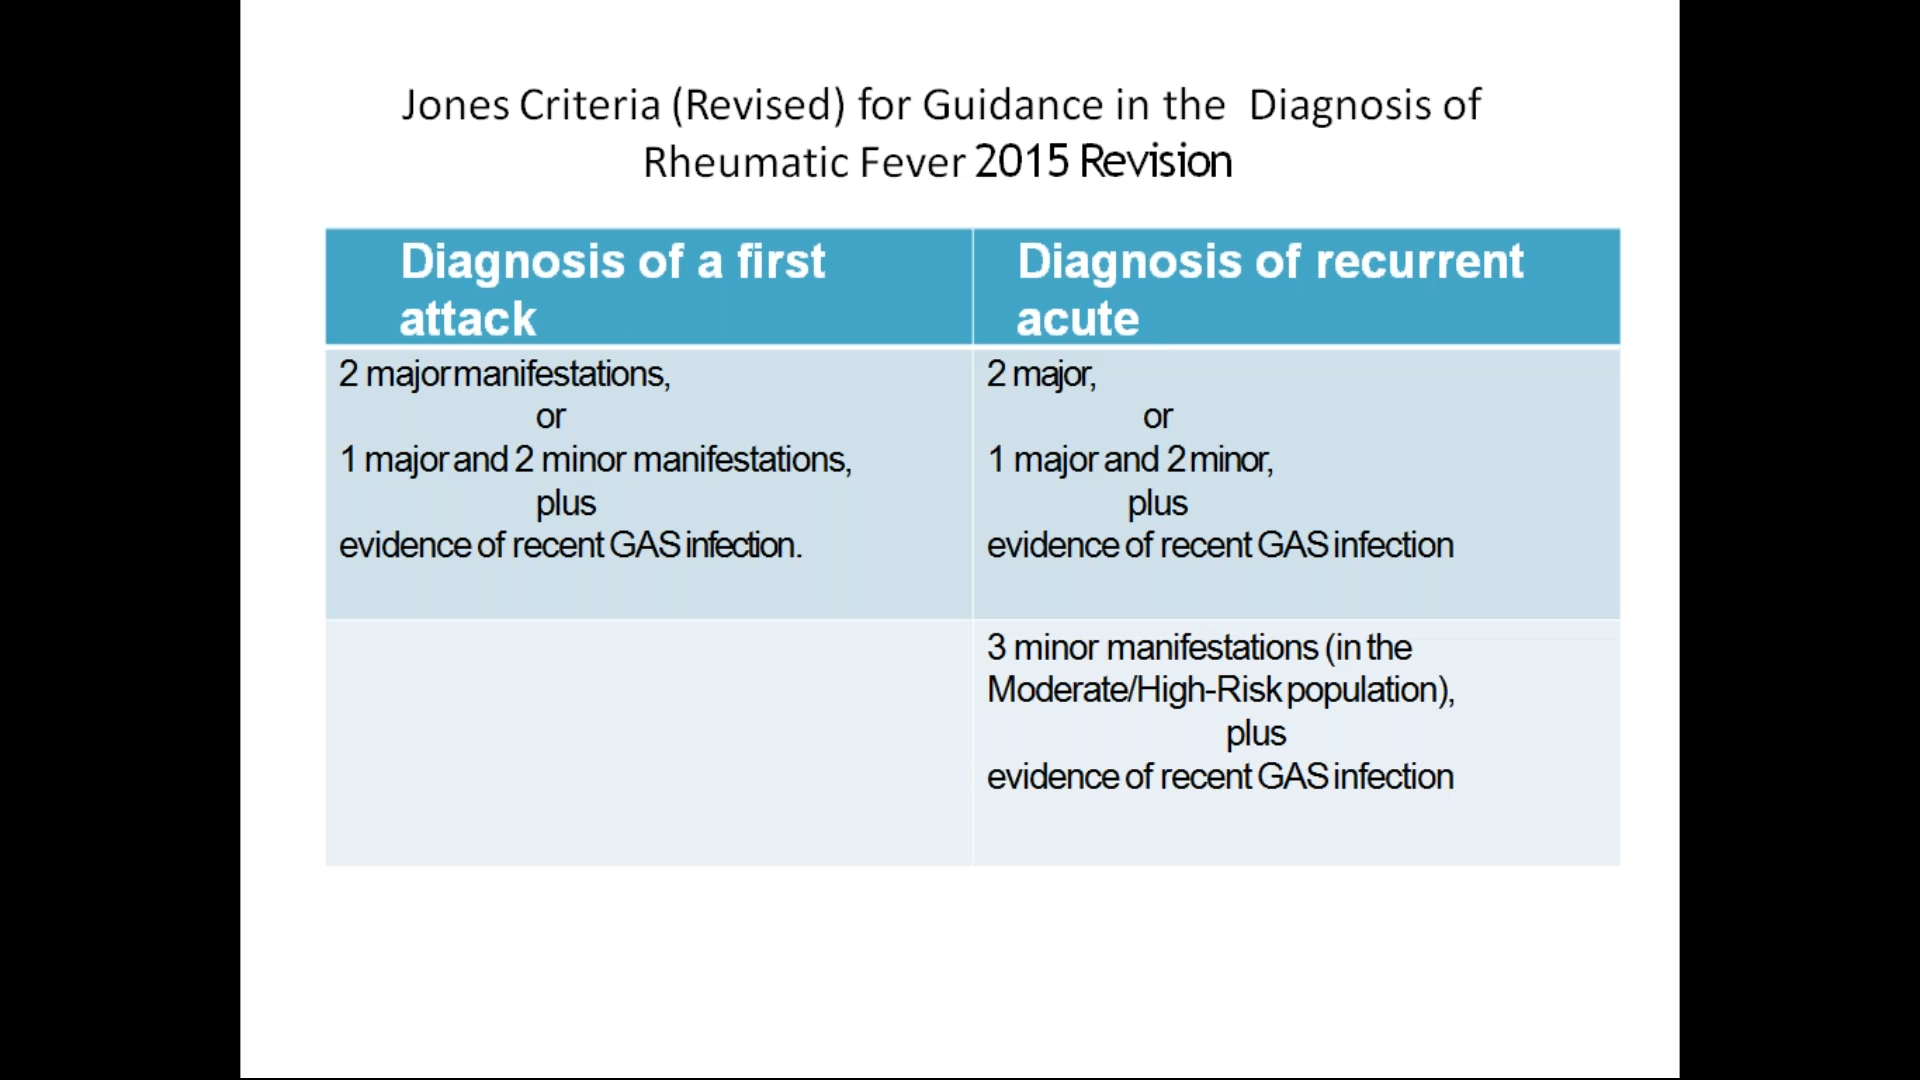 Jones Criteria (Revised) for Guidance in the Diagnosis of
Rheumatic Fever 2015 Revision
Diagnosis of a first
attack
2 major manifestations,
or
1 major and 2 minor manifestations,
plus
evidence of recent GAS infection.
Diagnosis of recurrent
acute
2 major,
or
1 major and 2 minor,
plus
evidence of recent GAS infection
3 minor manifestations (in the
Moderate/High-Risk population),
plus
evidence of recent GAS infection